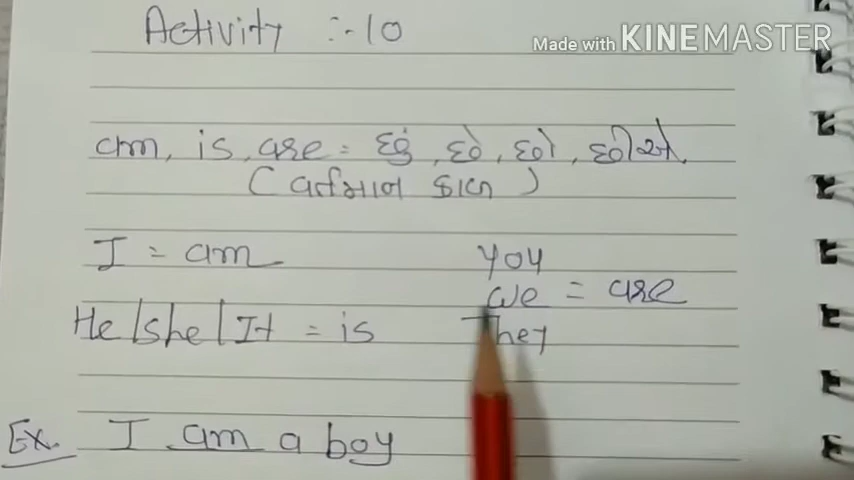 Activity :- 10
Made with KINEMASTER
am, is, are = છું, છે, છો, છીએ.
(વર્તમાન કાળ)
I = am
He/she/It = is
you
we = are
They
Ex. I am a boy